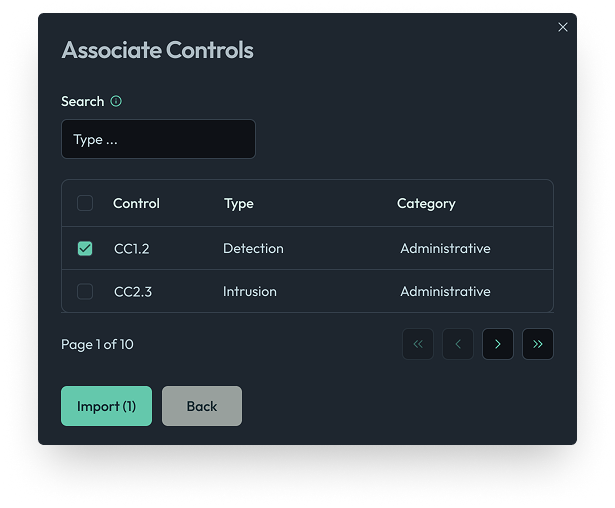 Associate Controls
Search
Type ...
Control Type Category
CC1.2 Detection Administrative
CC2.3 Intrusion Administrative
Page 1 of 10
Import (1) Back